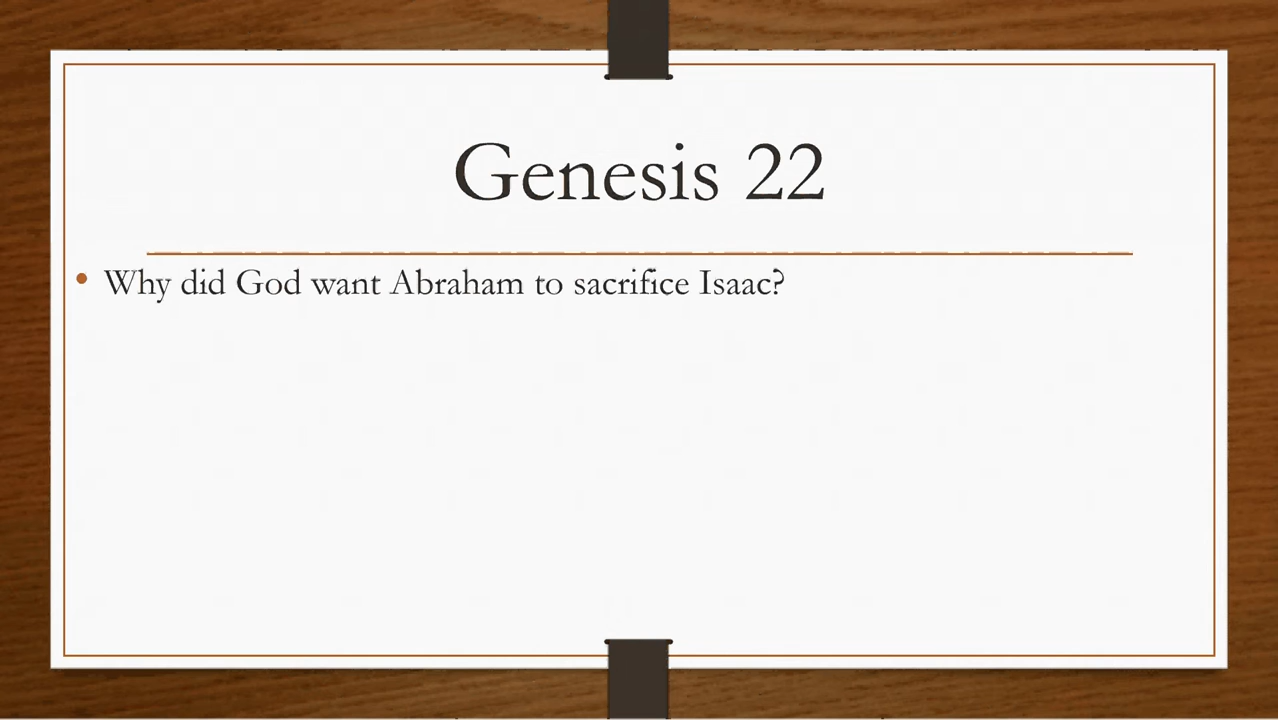 Genesis 22
• Why did God want Abraham to sacrifice Isaac?